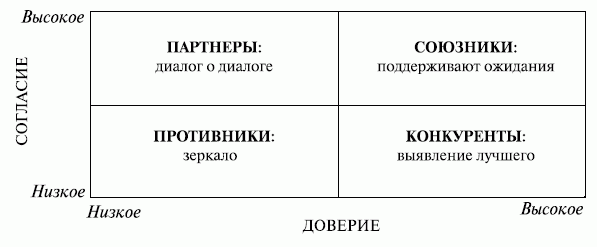 Высокое
ПАРТНЕРЫ:
диалог о диалоге
СОЮЗНИКИ:
поддерживают ожидания
СОГЛАСИЕ
ПРОТИВНИКИ:
зеркало
КОНКУРЕНТЫ:
выявление лучшего
Низкое
Низкое
Высокое
ДОВЕРИЕ